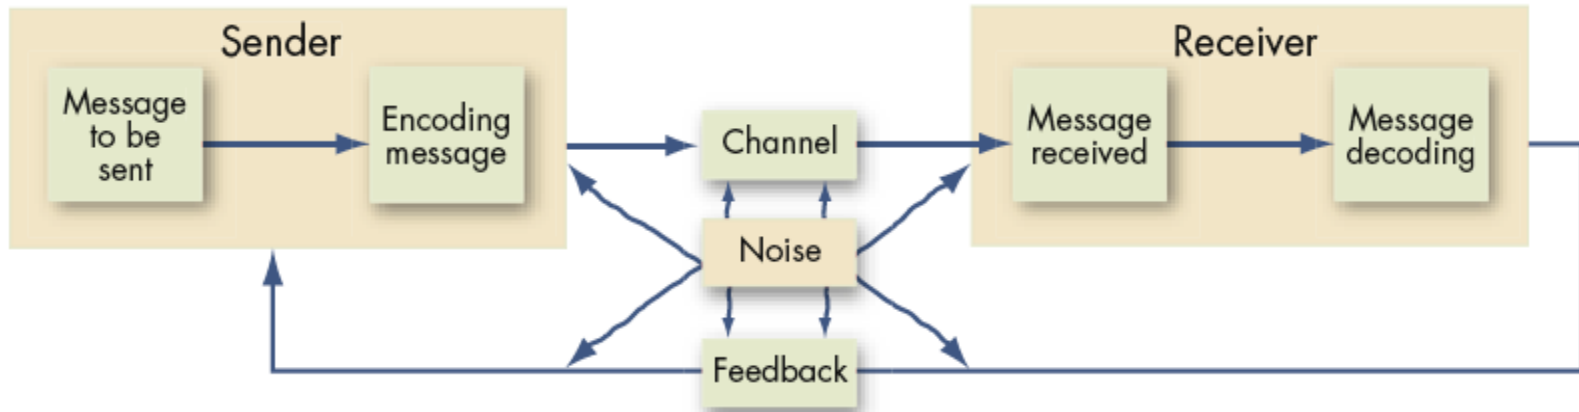 Sender
Message
to be
sent
Encoding
message
Channel
Noise
Feedback
Receiver
Message
received
Message
decoding